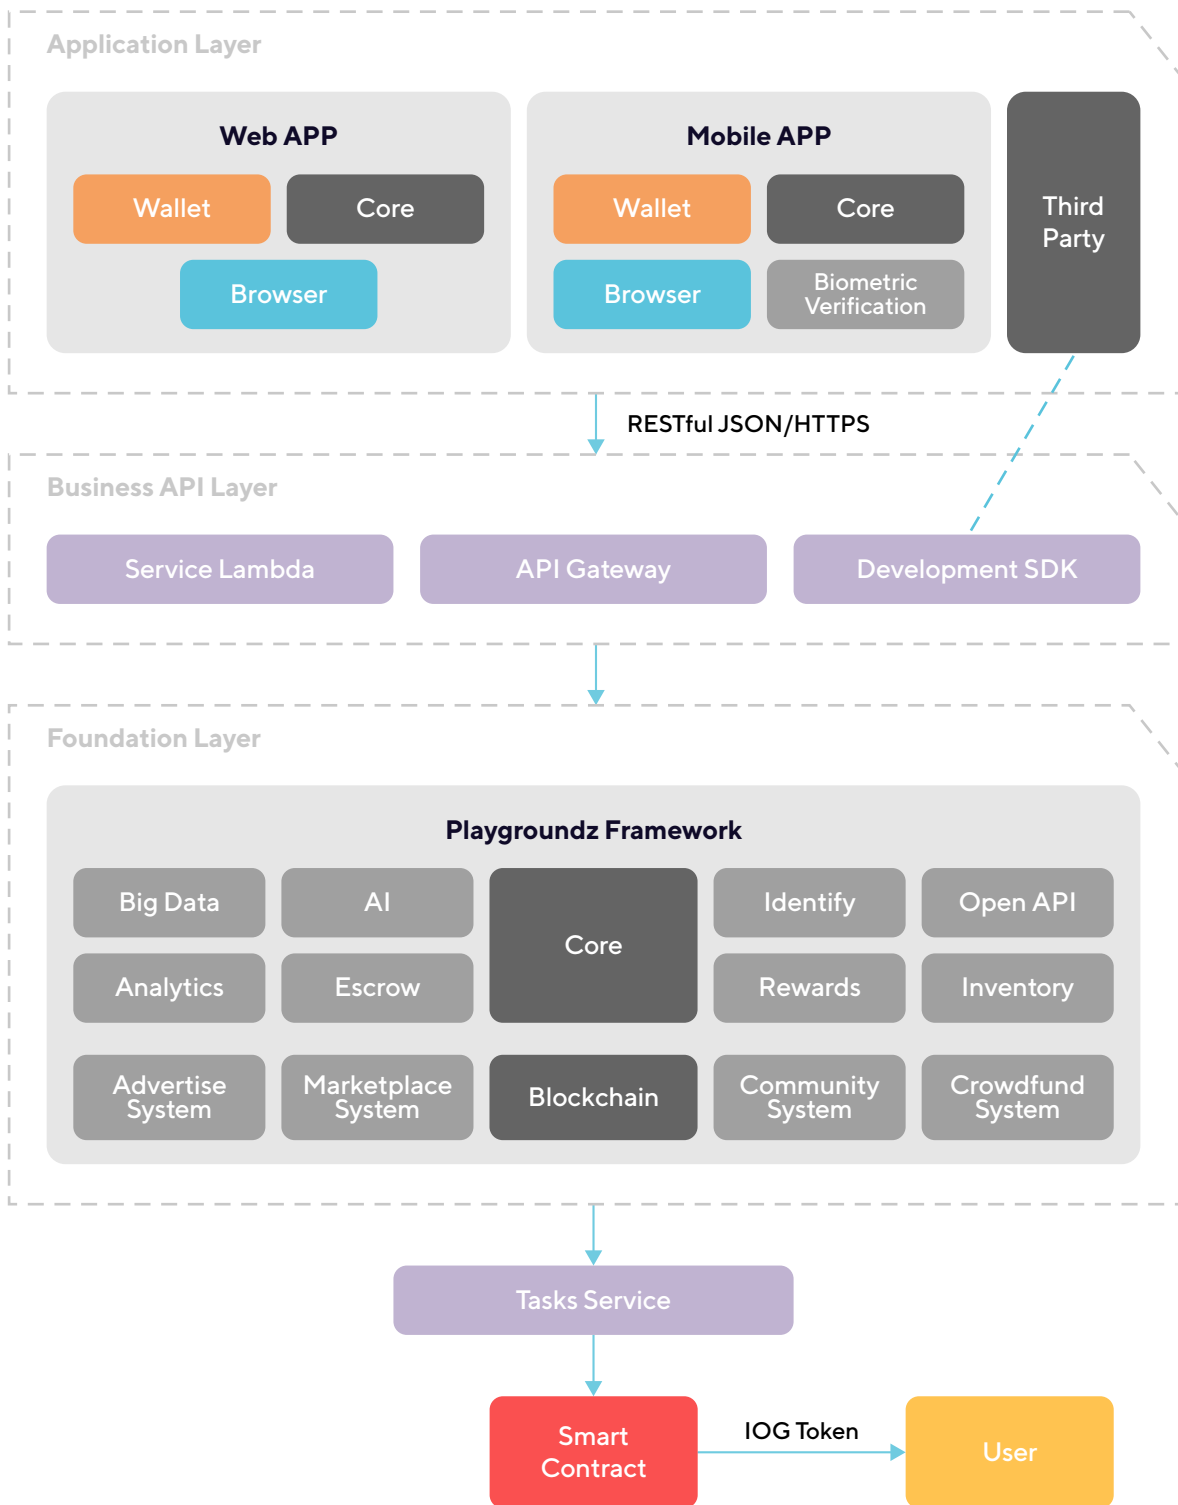 Application Layer
Web APP
Mobile APP
Wallet
Core
Browser
Wallet
Core
Browser
Biometric
Verification
Third
Party
RESTful JSON/HTTPS
Business API Layer
Service Lambda
API Gateway
Development SDK
Foundation Layer
Playgroundz Framework
Big Data
AI
Core
Identify
Open API
Analytics
Escrow
Rewards
Inventory
Advertise
System
Marketplace
System
Blockchain
Community
System
Crowdfund
System
Tasks Service
Smart
Contract
IOG Token
User